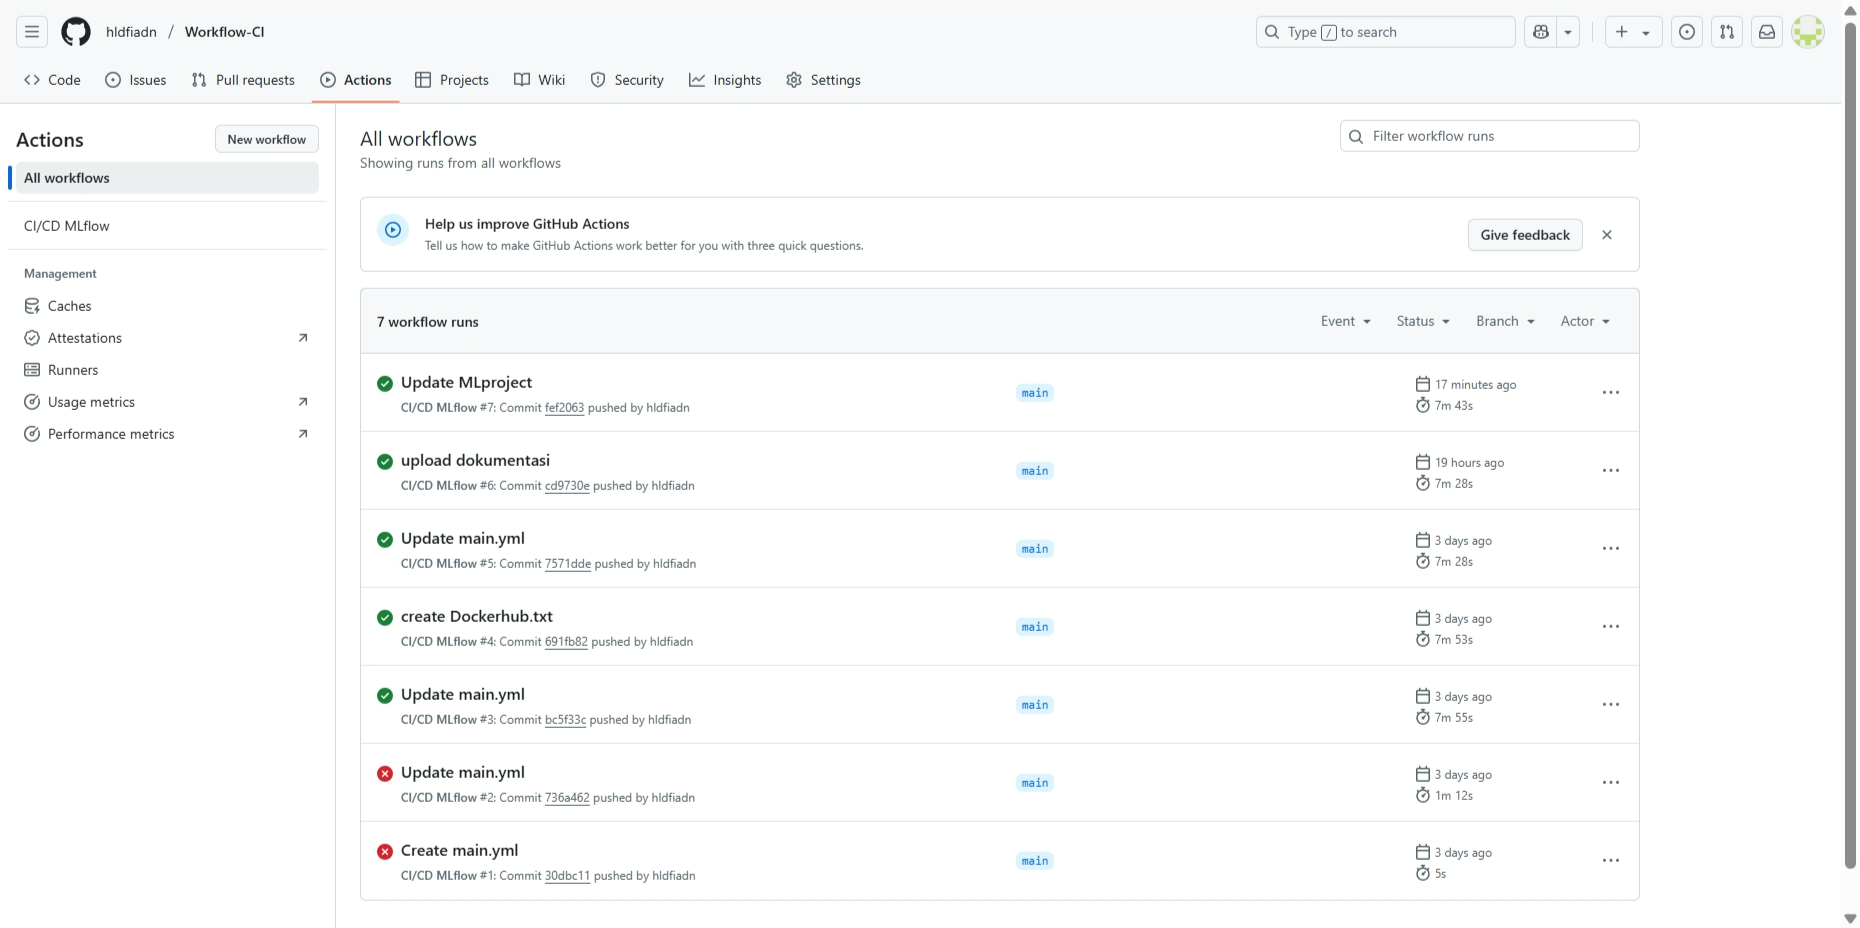 hldfiadn / Workflow-CI
Type / to search
Code Issues Pull requests Actions Projects Wiki Security Insights Settings
Actions
New workflow
All workflows
CI/CD MLflow
Management
Caches
Attestations
Runners
Usage metrics
Performance metrics
All workflows
Showing runs from all workflows
Filter workflow runs
Help us improve GitHub Actions
Tell us how to make GitHub Actions work better for you with three quick questions.
Give feedback
7 workflow runs
Event Status Branch Actor
Update MLproject
CI/CD MLflow #7: Commit fef2063 pushed by hldfiadn
main
17 minutes ago
7m 43s
upload dokumentasi
CI/CD MLflow #6: Commit cd9730e pushed by hldfiadn
main
19 hours ago
7m 28s
Update main.yml
CI/CD MLflow #5: Commit 7571dde pushed by hldfiadn
main
3 days ago
7m 28s
create Dockerhub.txt
CI/CD MLflow #4: Commit 691fb82 pushed by hldfiadn
main
3 days ago
7m 53s
Update main.yml
CI/CD MLflow #3: Commit bc5f33c pushed by hldfiadn
main
3 days ago
7m 55s
Update main.yml
CI/CD MLflow #2: Commit 736a462 pushed by hldfiadn
main
3 days ago
1m 12s
Create main.yml
CI/CD MLflow #1: Commit 30dbc11 pushed by hldfiadn
main
3 days ago
5s